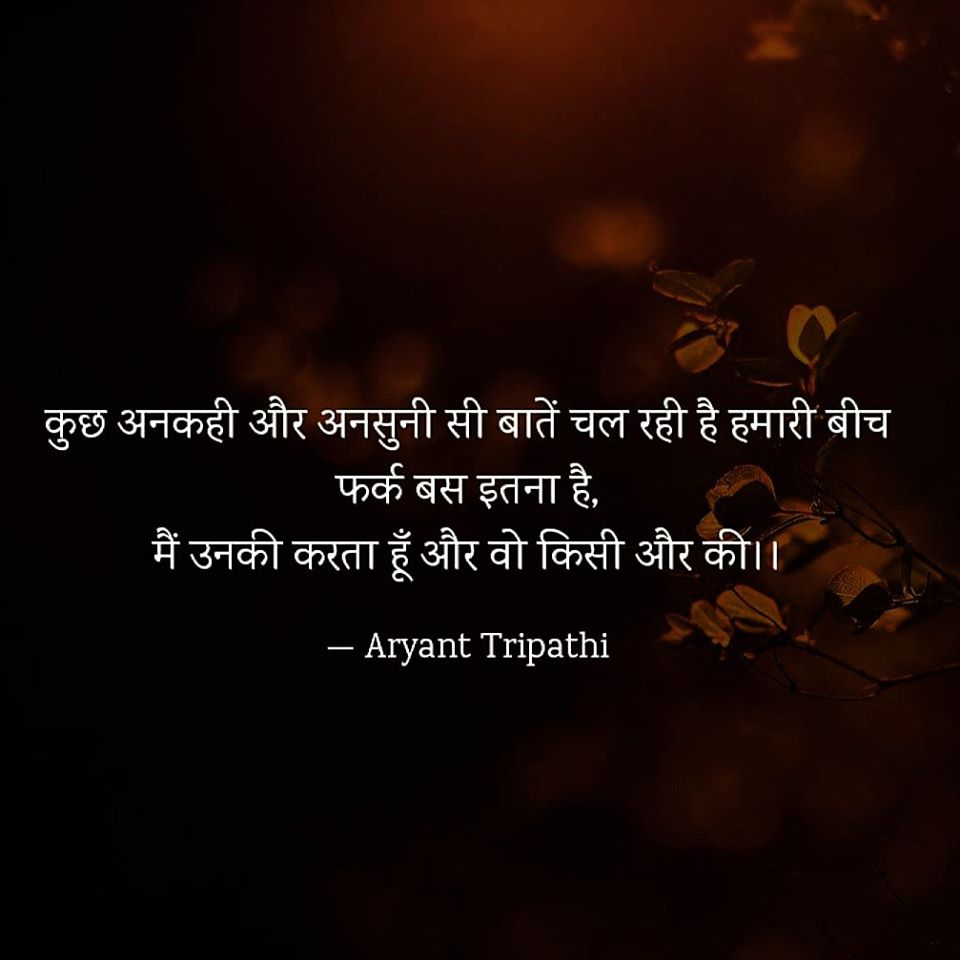 कुछ अनकही और अनसुनी सी बातें चल रही है हमारी बीच
फर्क बस इतना है,
मैं उनकी करता हूँ और वो किसी और की।।
— Aryant Tripathi